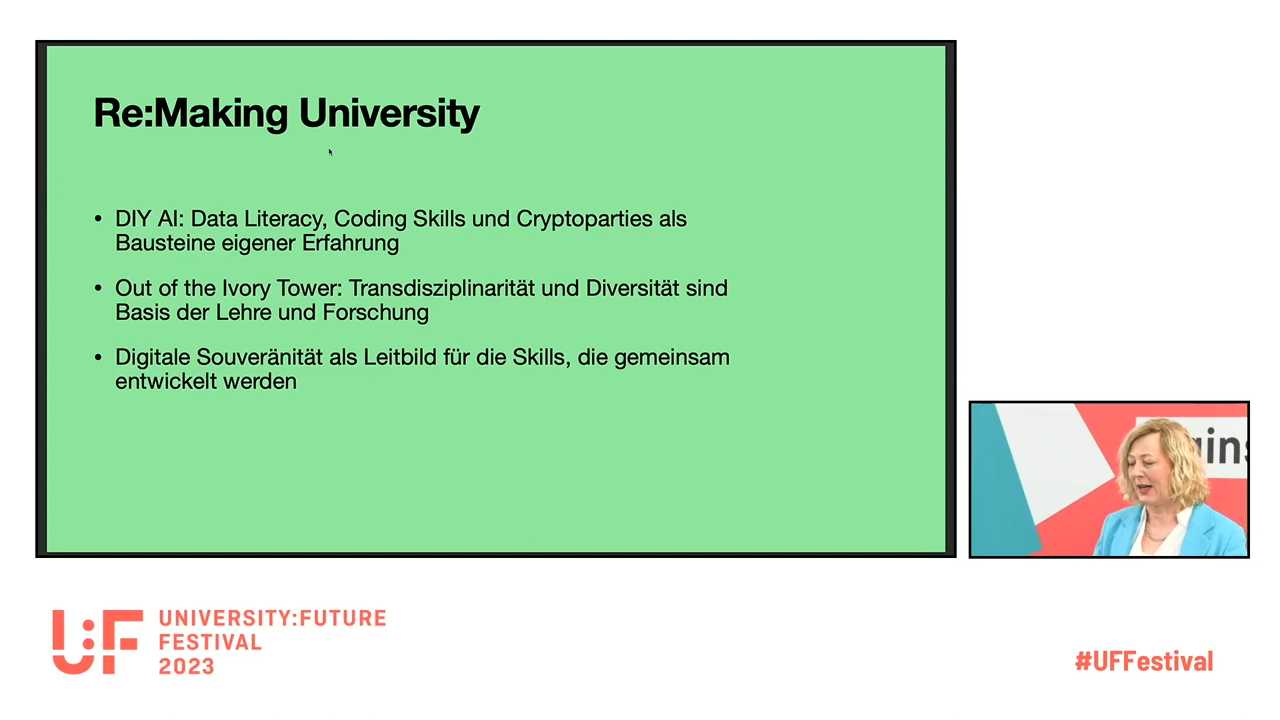 Re:Making University
• DIY AI: Data Literacy, Coding Skills und Cryptoparties als
Bausteine eigener Erfahrung
• Out of the Ivory Tower: Transdisziplinarität und Diversität sind
Basis der Lehre und Forschung
• Digitale Souveränität als Leitbild für die Skills, die gemeinsam
entwickelt werden
gins
U:F
UNIVERSITY:FUTURE
FESTIVAL
2023
#UFFestival